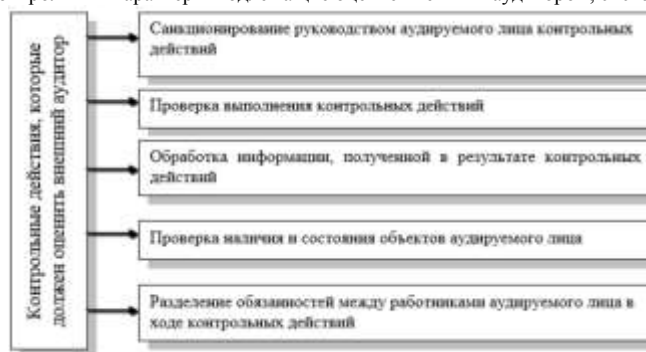 Контрольные действия, которые
должен оценить внешний аудитор
Санкционирование руководством аудируемого лица контрольных
действий
Проверка выполнения контрольных действий
Обработка информации, полученной в результате контрольных
действий
Проверка наличия и состояния объектов аудируемого лица
Разделение обязанностей между работниками аудируемого лица в
ходе контрольных действий